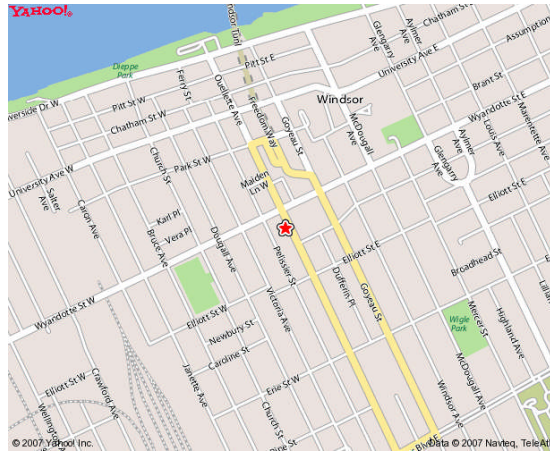 YAHOO!
Chatham St E
Glengarry Ave
Aylmer Ave
Assumption
Pitt St E
University Ave E
Dieppe Park
Ferry St
Ouellette Ave
Brant St
Windsor
Wyandotte St E
Riverside Dr W
Pitt St W
Chatham St W
Freedom Way
Goyeau St
McDougall Ave
Glengarry Ave
Aylmer Ave
Louis Ave
Marentette Ave
University Ave W
Park St W
Church St
Maiden Ln W
Salter Ave
Caron Ave
Karl Pl
Vera Pl
Bruce Ave
Dougall Ave
Elliott St E
Elliott St E
Broadhead St
Pelissier St
Dufferin Pl
Goyeau St
Victoria Ave
Wyandotte St W
Elliott St W
Newbury St
Caroline St
Wigle Park
Mercer St
Highland Ave
Janette Ave
Erie St W
McDougall Ave
Windsor Ave
Elliott St W
Crawford Ave
Church St
© 2007 Yahoo! Inc.
Data © 2007 Navteq, TeleAt